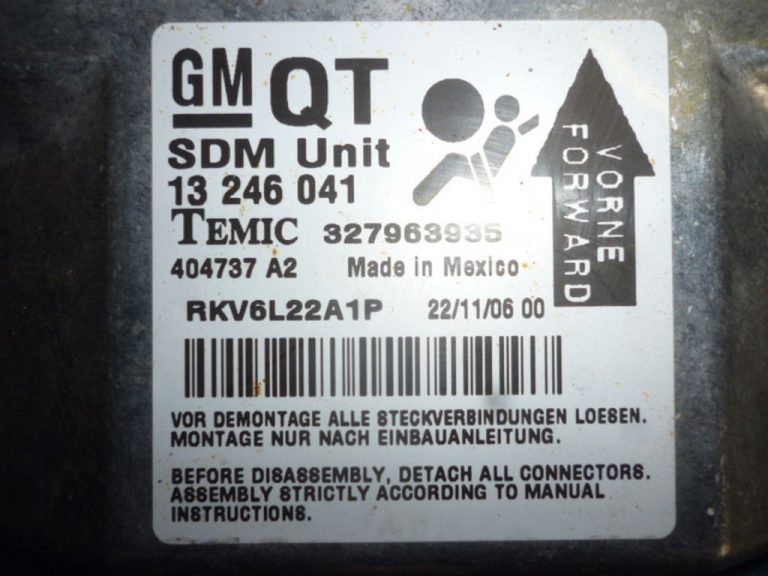 GM QT
SDM Unit
13 246 041
TEMIC 327963935
404737 A2 Made in Mexico
RKV6L22A1P 22/11/06 00
VORNE
FORWARD
VOR DEMONTAGE ALLE STECKVERBINDUNGEN LOESEN.
MONTAGE NUR NACH EINBAUANLEITUNG.
BEFORE DISASSEMBLY, DETACH ALL CONNECTORS.
ASSEMBLY STRICTLY ACCORDING TO MANUAL
INSTRUCTIONS.